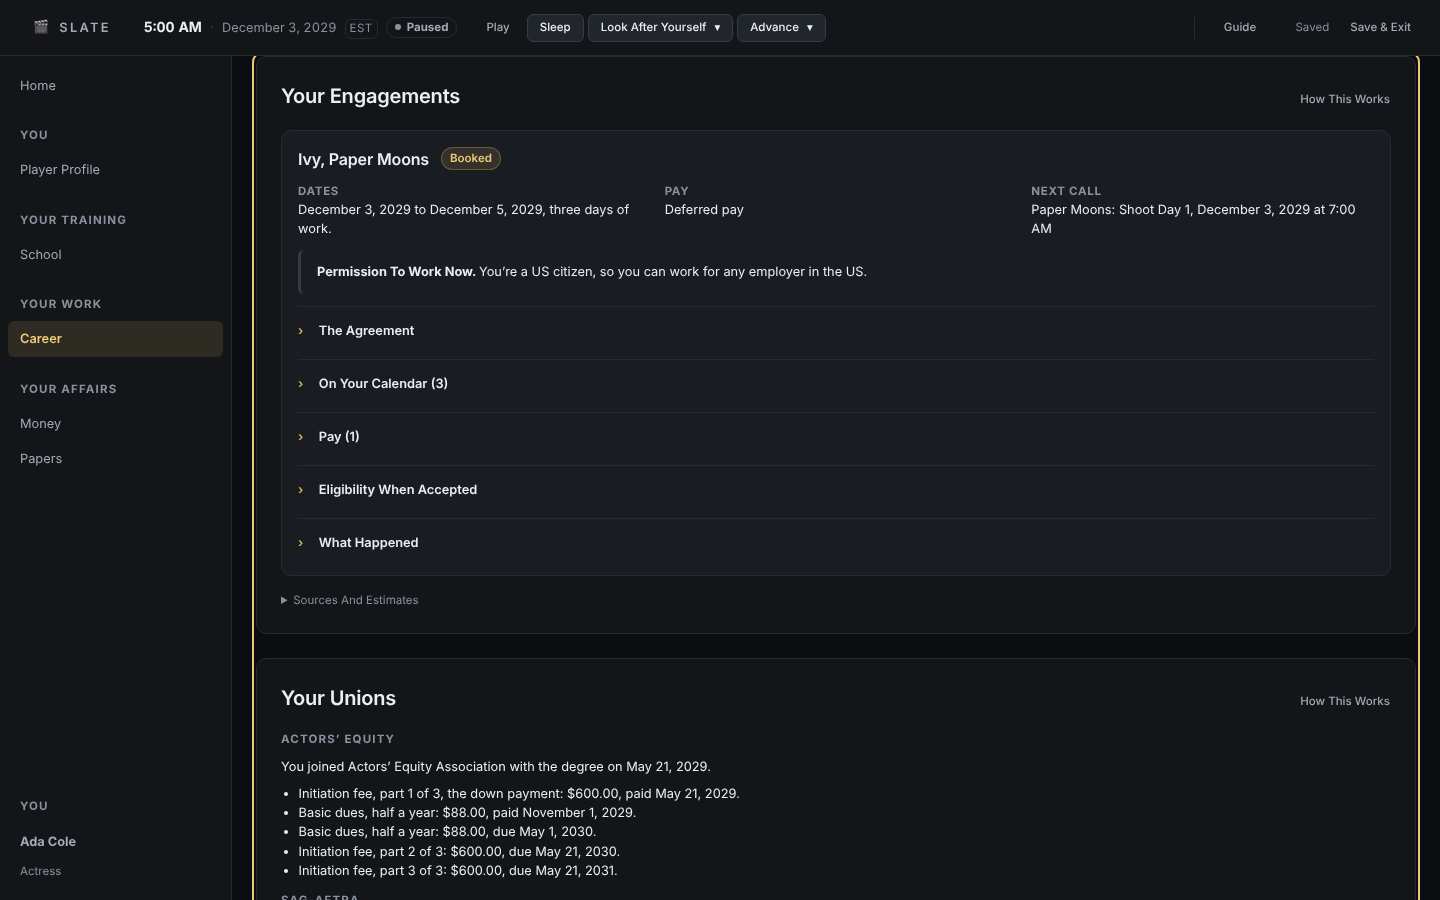 SLATE
5:00 AM · December 3, 2029 EST Paused Play Sleep Look After Yourself ▾ Advance ▾ Guide Saved Save & Exit
Home
YOU
Player Profile
YOUR TRAINING
School
YOUR WORK
Career
YOUR AFFAIRS
Money
Papers
YOU
Ada Cole
Actress
Your Engagements
How This Works
Ivy, Paper Moons Booked
DATES
December 3, 2029 to December 5, 2029, three days of
work.
PAY
Deferred pay
NEXT CALL
Paper Moons: Shoot Day 1, December 3, 2029 at 7:00
AM
Permission To Work Now. You’re a US citizen, so you can work for any employer in the US.
› The Agreement
› On Your Calendar (3)
› Pay (1)
› Eligibility When Accepted
› What Happened
▶ Sources And Estimates
Your Unions
How This Works
ACTORS’ EQUITY
You joined Actors’ Equity Association with the degree on May 21, 2029.
• Initiation fee, part 1 of 3, the down payment: $600.00, paid May 21, 2029.
• Basic dues, half a year: $88.00, paid November 1, 2029.
• Basic dues, half a year: $88.00, due May 1, 2030.
• Initiation fee, part 2 of 3: $600.00, due May 21, 2030.
• Initiation fee, part 3 of 3: $600.00, due May 21, 2031.
SAG-AFTRA